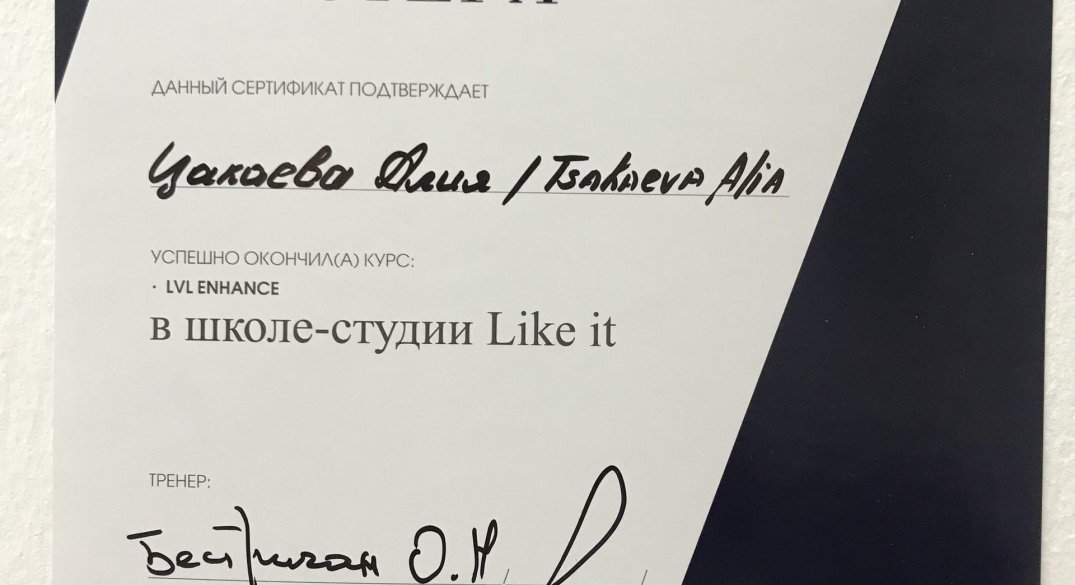 ДАННЫЙ СЕРТИФИКАТ ПОДТВЕРЖДАЕТ
Цакаева Алия / Tsakaeva Alia
УСПЕШНО ОКОНЧИЛ(А) КУРС:
· LVL ENHANCE
в школе-студии Like it
ТРЕНЕР:
О.Н.